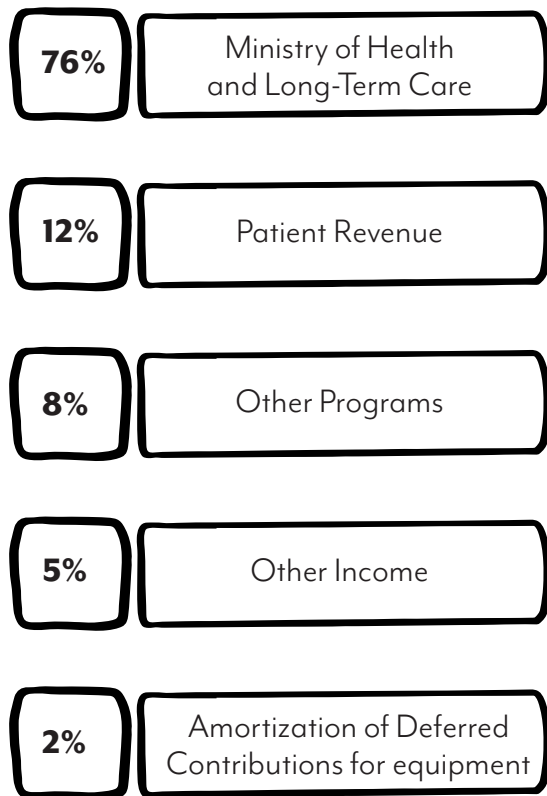 76%
Ministry of Health
and Long-Term Care
12%
Patient Revenue
8%
Other Programs
5%
Other Income
2%
Amortization of Deferred
Contributions for equipment